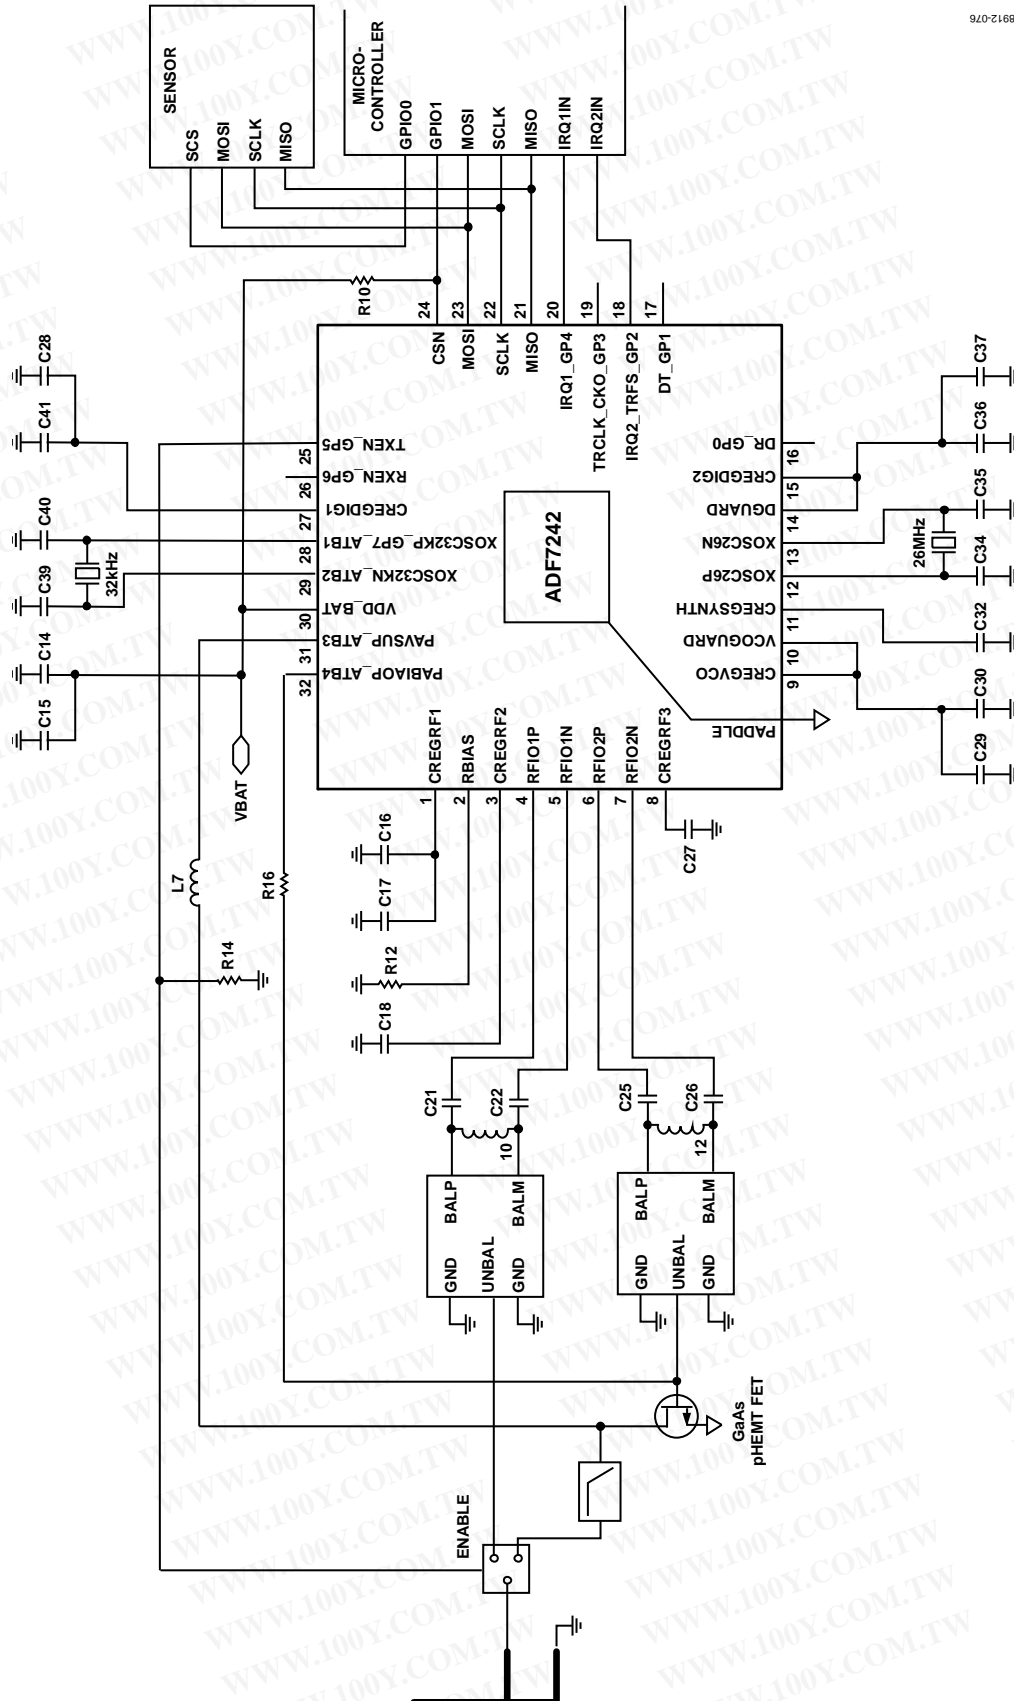 8912-076
SENSOR
SCS
MOSI
SCLK
MISO
MICRO-
CONTROLLER
GPIO0
GPIO1
MOSI
SCLK
MISO
IRQ1IN
IRQ2IN
R10
24
23
22
21
20
19
18
17
CSN
MOSI
SCLK
MISO
IRQ1_GP4
TRCLK_CKO_GP3
IRQ2_TRFS_GP2
DT_GP1
C28
C41
C40
32kHz
C39
C14
C15
VBAT
25
26
27
28
29
30
31
32
TXEN_GP5
RXEN_GP6
CREGDIG1
XOSC32KP_GP7_ATB1
XOSC32KN_ATB2
VDD_BAT
PAVSUP_ATB3
PABIAOP_ATB4
ADF7242
DR_GP0
CREGDIG2
DGUARD
XOSC26N
XOSC26P
CREGSYNTH
VCOGUARD
CREGVCO
PADDLE
16
15
14
13
12
11
10
9
C37
C36
C35
26MHz
C34
C32
C30
C29
CREGRF1
RBIAS
CREGRF2
RFIO1P
RFIO1N
RFIO2P
RFIO2N
CREGRF3
1
2
3
4
5
6
7
8
C27
C16
C17
R12
C18
L7
R16
R14
C21
C22
10
C25
C26
12
BALP
BALM
GND
UNBAL
GND
BALP
BALM
GND
UNBAL
GND
GaAs
pHEMT FET
ENABLE
WWW.100Y.COM.TW